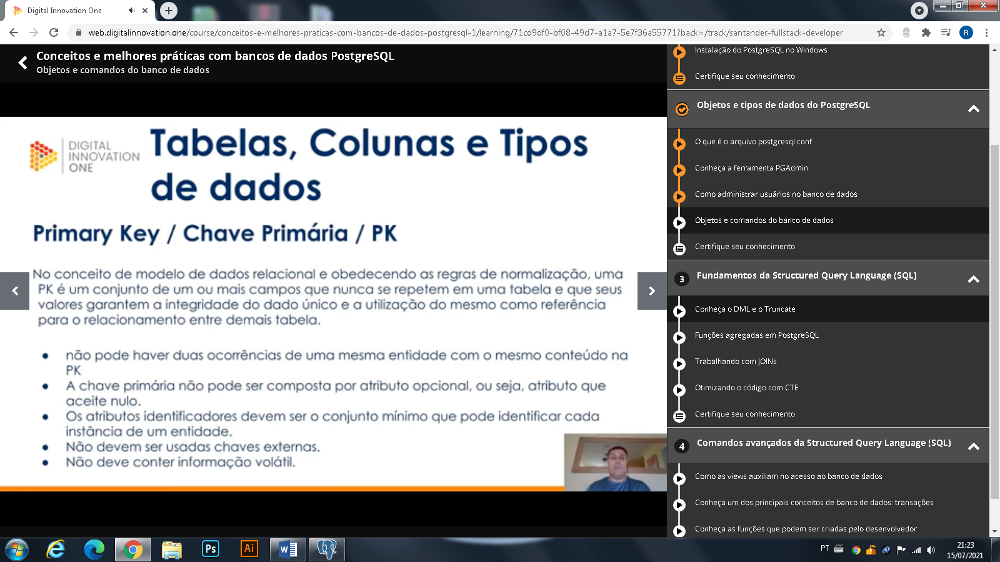 Digital Innovation One
web.digitalinnovation.one/course/conceitos-e-melhores-praticas-com-bancos-de-dados-postgresql-1/learning/71cd9df0-bf08-49d7-a1a7-5e7f36a55771?back=/track/santander-fullstack-developer
R
Conceitos e melhores práticas com bancos de dados PostgreSQL
Objetos e comandos do banco de dados
DIGITAL
INNOVATION
ONE
Tabelas, Colunas e Tipos
de dados
Primary Key / Chave Primária / PK
No conceito de modelo de dados relacional e obedecendo as regras de normalização, uma
PK é um conjunto de um ou mais campos que nunca se repetem em uma tabela e que seus
valores garantem a integridade do dado único e a utilização do mesmo como referência
para o relacionamento entre demais tabela.
não pode haver duas ocorrências de uma mesma entidade com o mesmo conteúdo na
PK
A chave primária não pode ser composta por atributo opcional, ou seja, atributo que
aceite nulo.
Os atributos identificadores devem ser o conjunto mínimo que pode identificar cada
instância de um entidade.
Não devem ser usadas chaves externas.
Não deve conter informação volátil.
Instalação do PostgreSQL no Windows
Certifique seu conhecimento
Objetos e tipos de dados do PostgreSQL
O que é o arquivo postgresql.conf
Conheça a ferramenta PGAdmin
Como administrar usuários no banco de dados
Objetos e comandos do banco de dados
Certifique seu conhecimento
3 Fundamentos da Structured Query Language (SQL)
Conheça o DML e o Truncate
Funções agregadas em PostgreSQL
Trabalhando com JOINs
Otimizando o código com CTE
Certifique seu conhecimento
4 Comandos avançados da Structured Query Language (SQL)
Como as views auxiliam no acesso ao banco de dados
Conheça um dos principais conceitos de banco de dados: transações
Conheça as funções que podem ser criadas pelo desenvolvedor
Ps
Ai
W
PT
21:23
15/07/2021